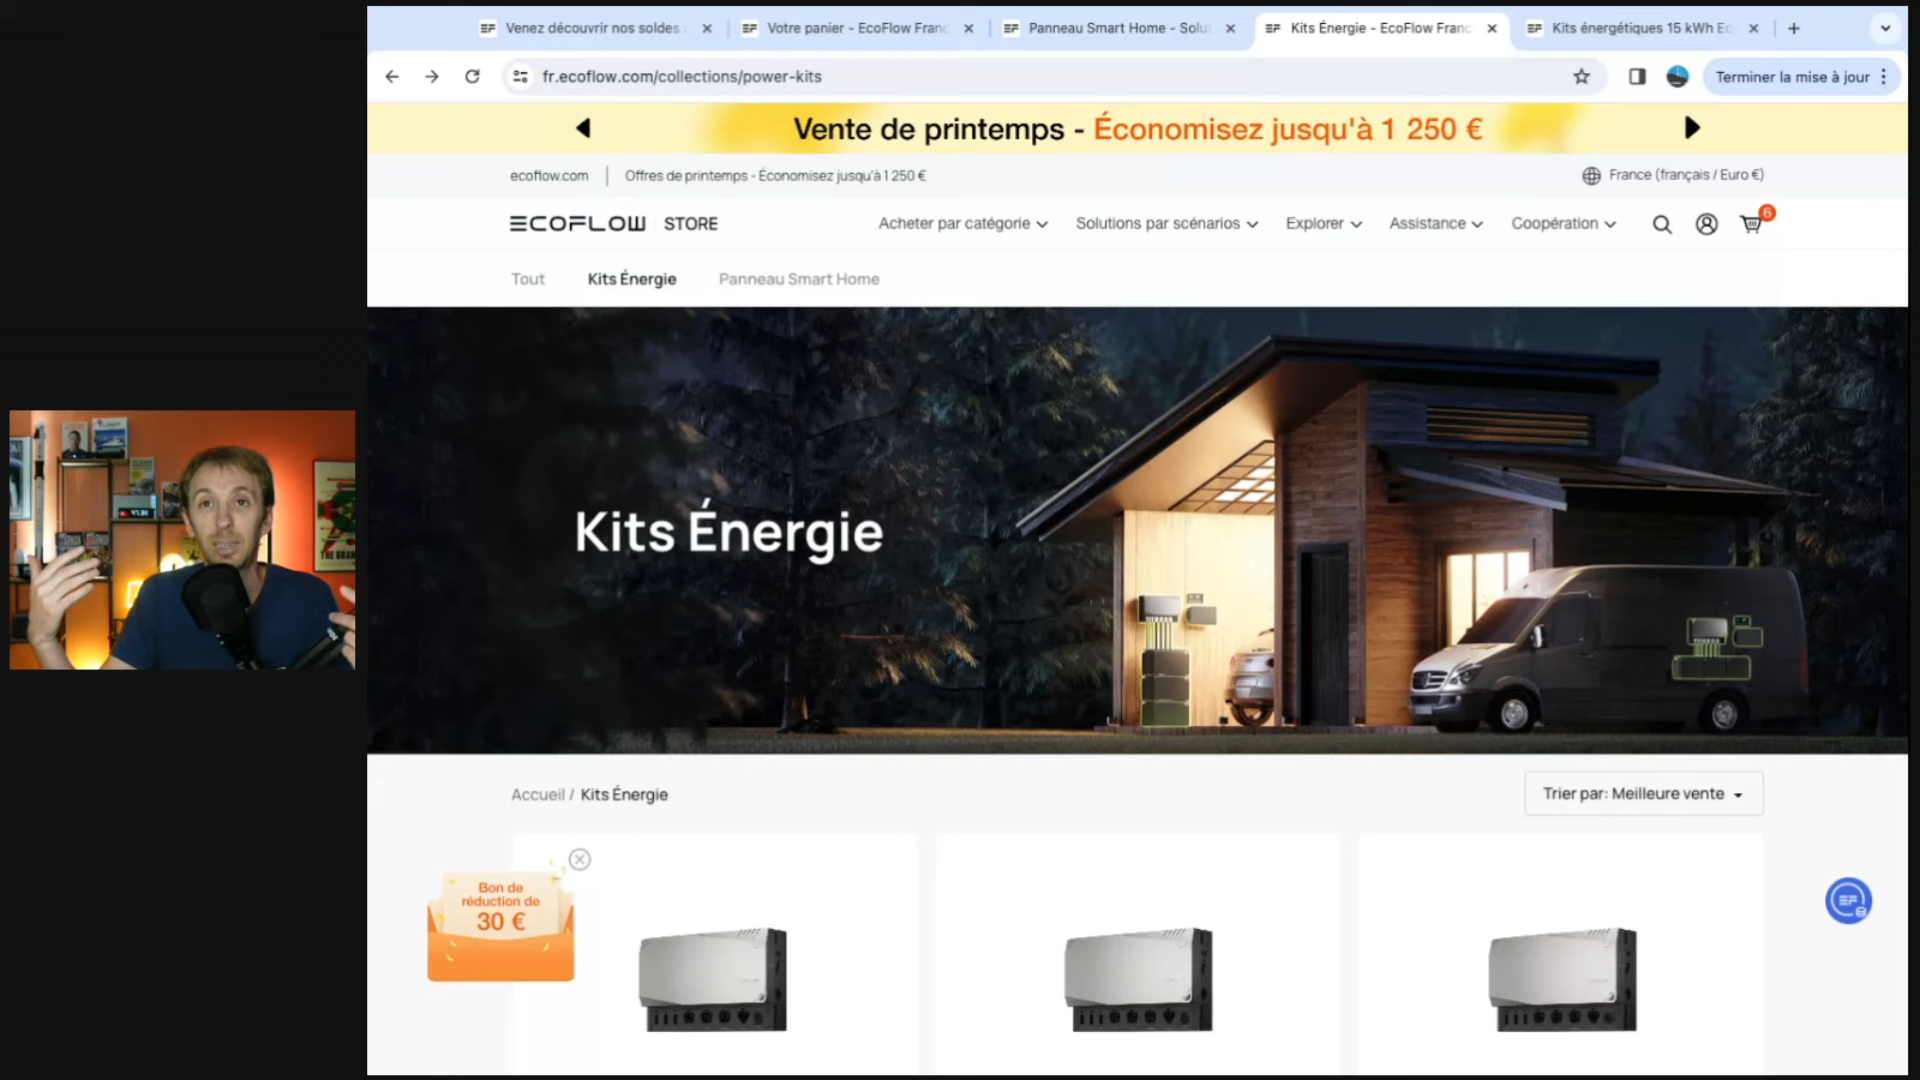 Venez découvrir nos soldes
Votre panier - EcoFlow Franc
Panneau Smart Home - Solut
Kits Énergie - EcoFlow Franc
Kits énergétiques 15 kWh Ec
fr.ecoflow.com/collections/power-kits
Terminer la mise à jour
Vente de printemps - Économisez jusqu'à 1 250 €
ecoflow.com
Offres de printemps - Économisez jusqu'à 1 250 €
France (français / Euro €)
ECOFLOW STORE
Acheter par catégorie
Solutions par scénarios
Explorer
Assistance
Coopération
6
Tout
Kits Énergie
Panneau Smart Home
Kits Énergie
THE GRAN
Accueil / Kits Énergie
Trier par: Meilleure vente
Bon de
réduction de
30 €